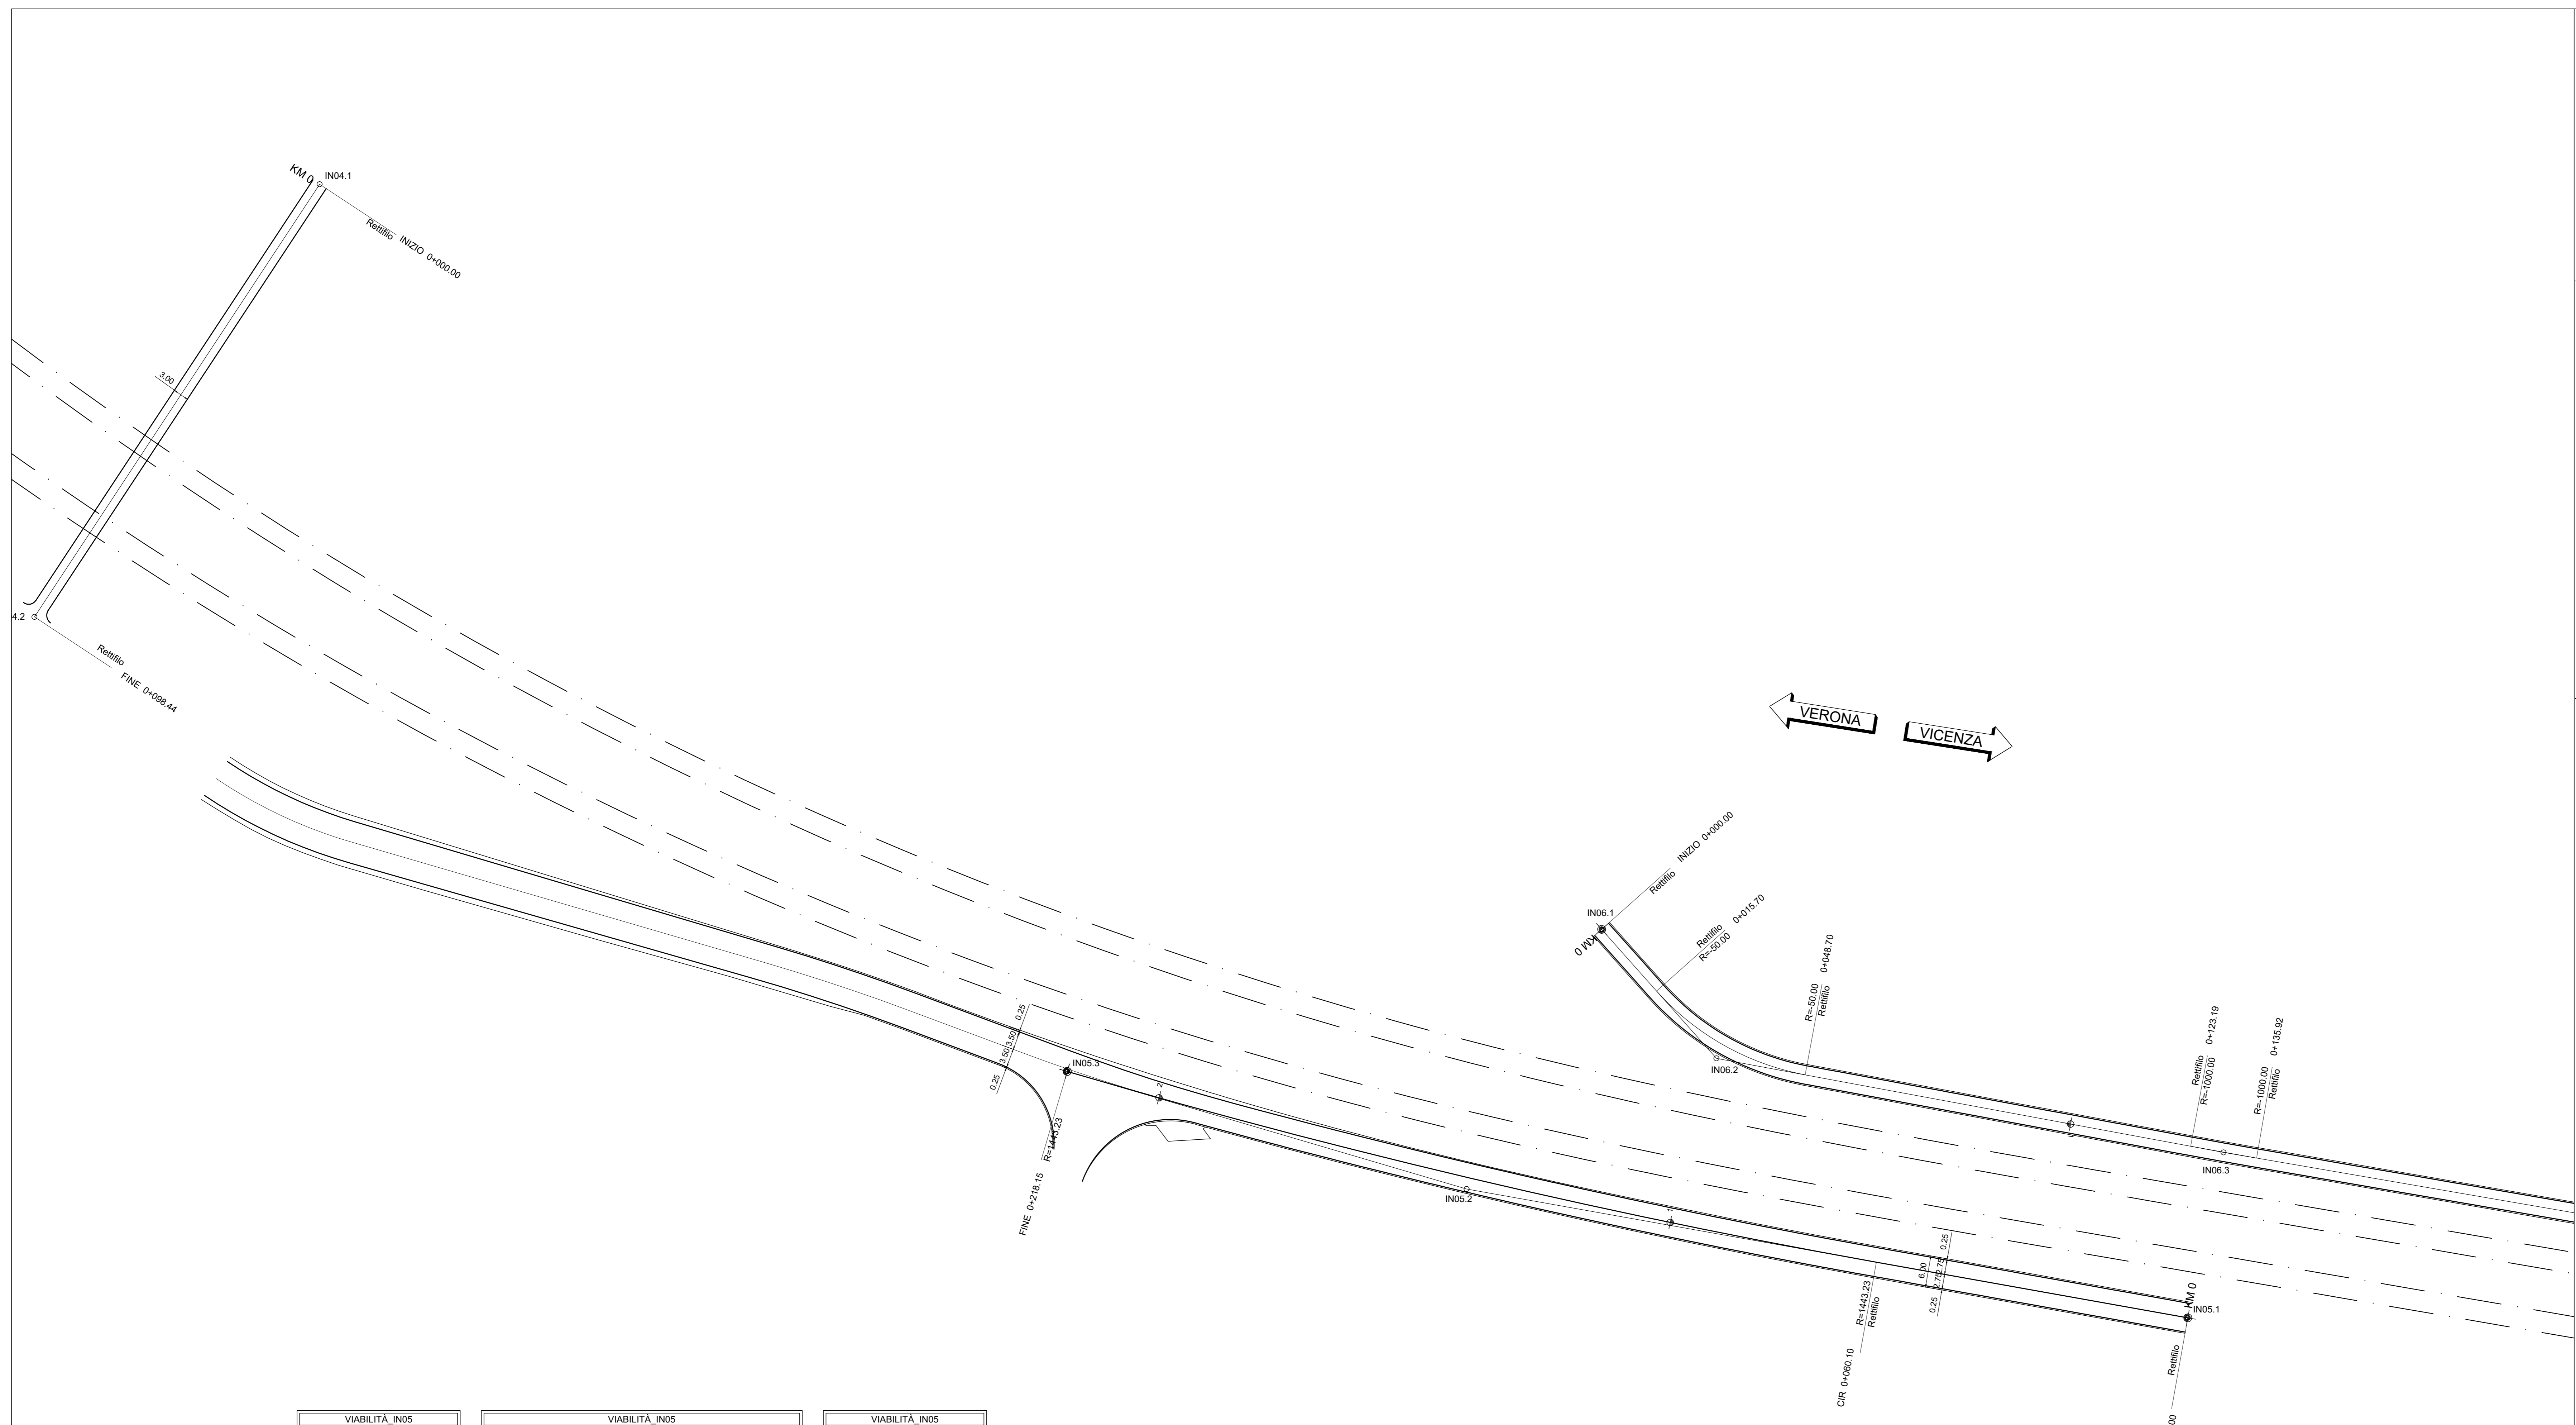 KM 0
IN04.1
Rettifilo
INIZIO 0+000.00
3.00
4.2
Rettifilo
FINE 0+098.44
VERONA
VICENZA
INIZIO 0+000.00
Rettifilo
IN06.1
KM 0
Rettifilo 0+015.70
R=-50.00
IN06.2
R=-50.00 0+048.70
Rettifilo
Rettifilo 0+123.19
R=-1000.00
R=-1000.00 0+135.92
Rettifilo
1
IN06.3
0.25
3.50
3.50
0.25
IN05.3
2
FINE 0+218.15 R=1443.23
IN05.2
1
0.25
2.75
2.75
6.00
0.25
R=1443.23
Rettifilo
CIR 0+060.10
KM 0
IN05.1
Rettifilo
00
VIABILITÀ_IN05
VIABILITÀ_IN05
VIABILITÀ_IN05